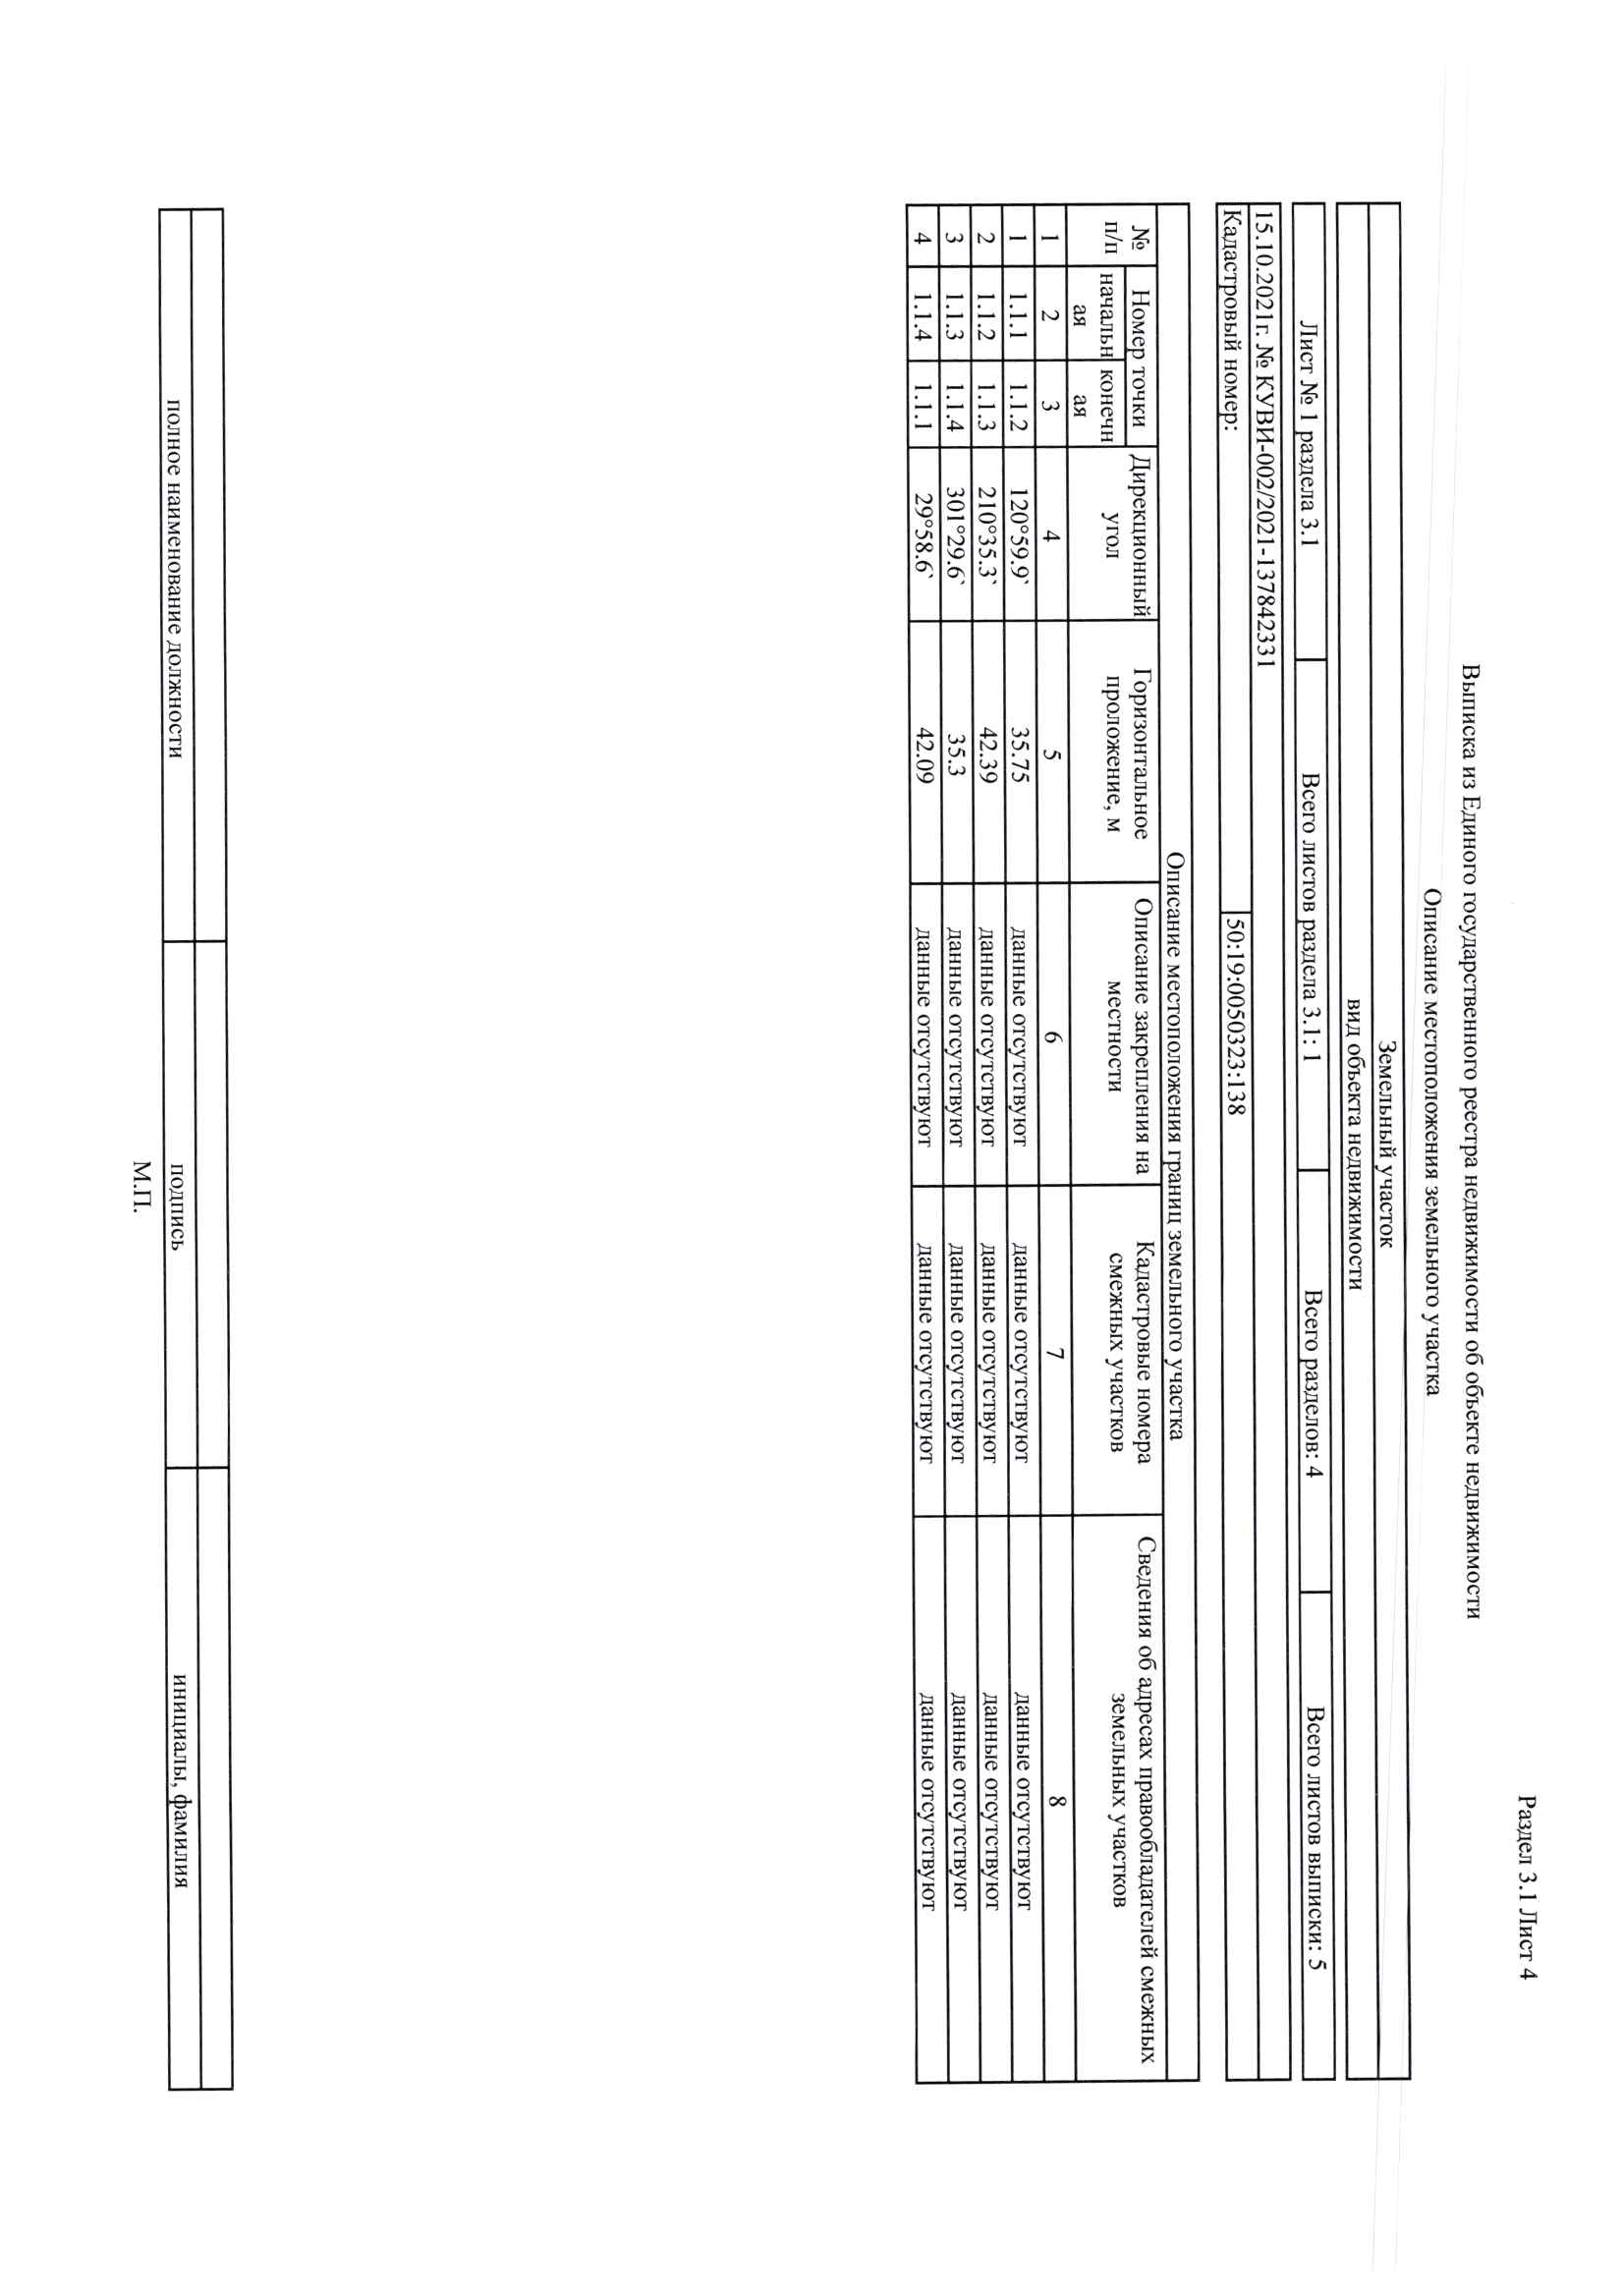 Раздел 3.1 Лист 4
Выписка из Единого государственного реестра недвижимости об объекте недвижимости
Описание местоположения земельного участка
Земельный участок
вид объекта недвижимости
Лист № 1 раздела 3.1 Всего листов раздела 3.1: 1 Всего разделов: 4 Всего листов выписки: 5
15.10.2021г. № КУВИ-002/2021-137842331
Кадастровый номер: 50:19:0050323:138
Описание местоположения границ земельного участка
№ п/п Номер точки Дирекционный угол Горизонтальное проложение, м Описание закрепления на местности Кадастровые номера смежных участков Сведения об адресах правообладателей смежных земельных участков
начальн ая конечн ая
1 2 3 4 5 6 7 8
1 1.1.1 1.1.2 120°59.9` 35.75 данные отсутствуют данные отсутствуют данные отсутствуют
2 1.1.2 1.1.3 210°35.3` 42.39 данные отсутствуют данные отсутствуют данные отсутствуют
3 1.1.3 1.1.4 301°29.6` 35.3 данные отсутствуют данные отсутствуют данные отсутствуют
4 1.1.4 1.1.1 29°58.6` 42.09 данные отсутствуют данные отсутствуют данные отсутствуют
полное наименование должности подпись инициалы, фамилия
М.П.